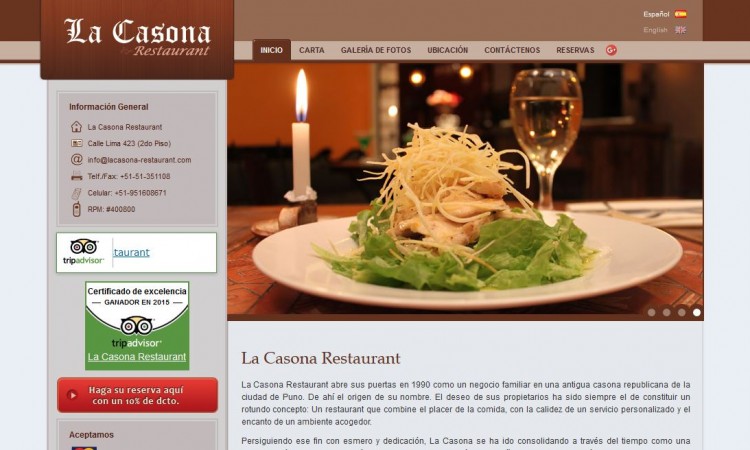 La Casona
Restaurant
Español
English
INICIO
CARTA
GALERÍA DE FOTOS
UBICACIÓN
CONTÁCTENOS
RESERVAS
G+
Información General
La Casona Restaurant
Calle Lima 423 (2do Piso)
info@lacasona-restaurant.com
Telf./Fax: +51-51-351108
Celular: +51-951608671
RPM: #400800
tripadvisor
taurant
Certificado de excelencia
GANADOR EN 2015
tripadvisor
La Casona Restaurant
Haga su reserva aquí
con un 10% de dcto.
Aceptamos
La Casona Restaurant
La Casona Restaurant abre sus puertas en 1990 como un negocio familiar en una antigua casona republicana de la
ciudad de Puno. De ahí el origen de su nombre. El deseo de sus propietarios ha sido siempre el de constituir un
rotundo concepto: Un restaurant que combine el placer de la comida, con la calidez de un servicio personalizado y el
encanto de un ambiente acogedor.
Persiguiendo ese fin con esmero y dedicación, La Casona se ha ido consolidando a través del tiempo como una